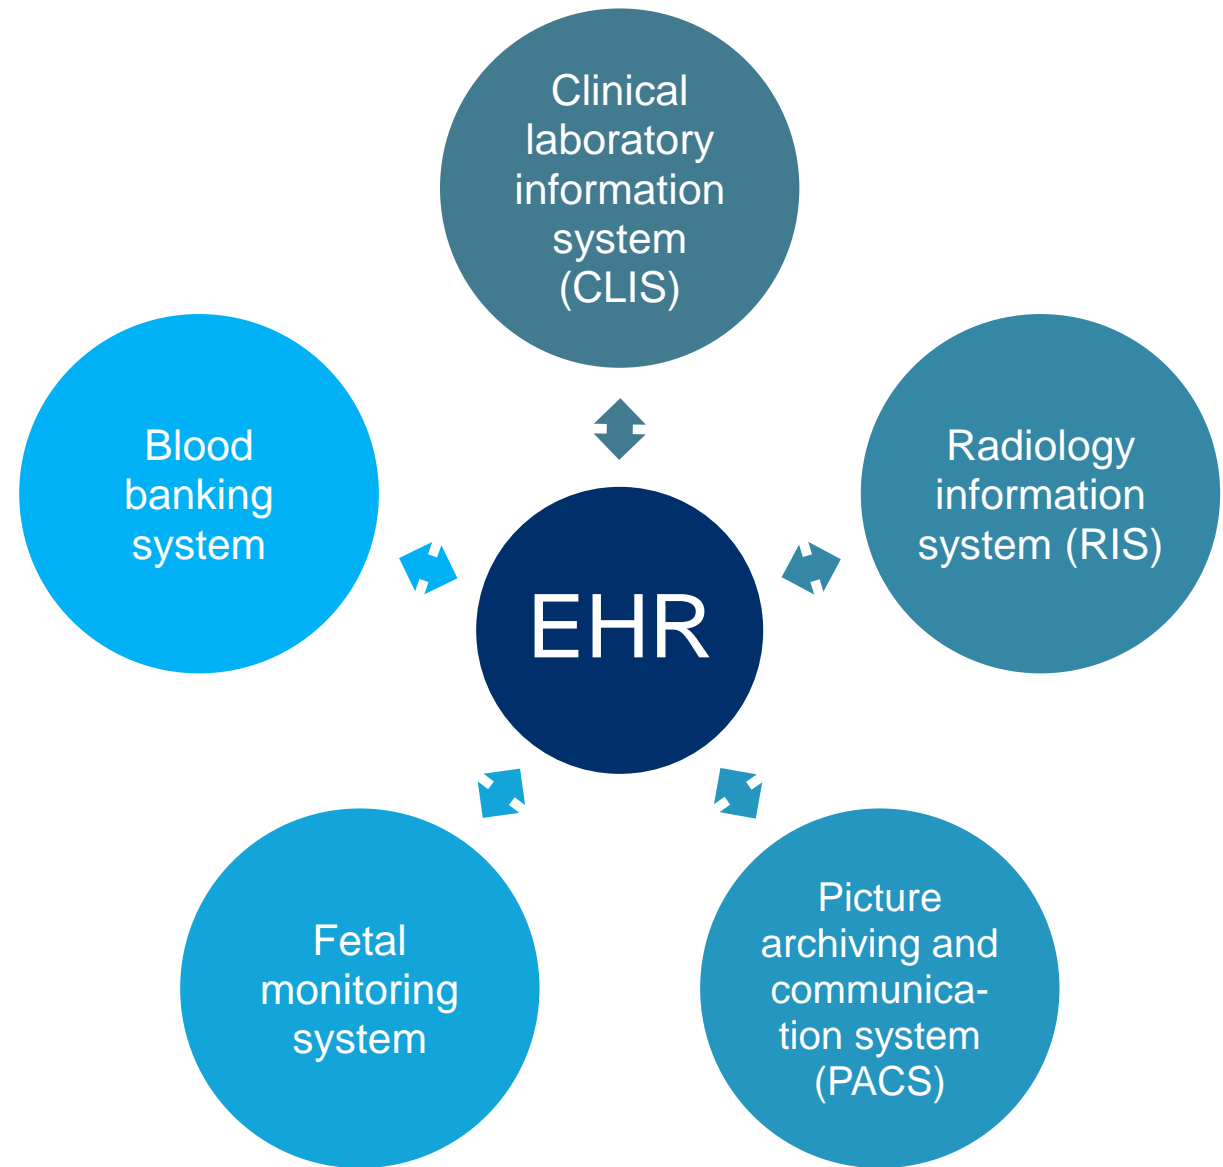 Clinical
laboratory
information
system
(CLIS)
Radiology
information
system (RIS)
Picture
archiving and
communica-
tion system
(PACS)
Fetal
monitoring
system
Blood
banking
system
EHR